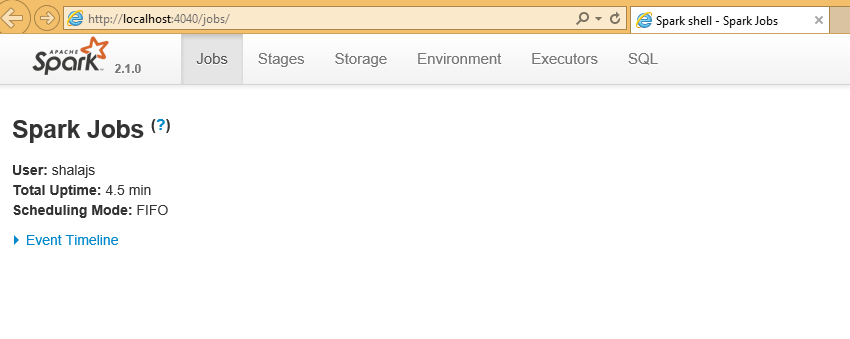 http://localhost:4040/jobs/
Spark shell - Spark Jobs
APACHE
Spark 2.1.0
Jobs Stages Storage Environment Executors SQL
Spark Jobs (?)
User: shalajs
Total Uptime: 4.5 min
Scheduling Mode: FIFO
Event Timeline